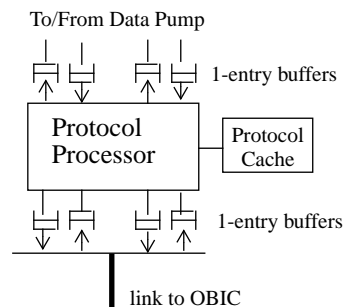 To/From Data Pump
1-entry buffers
Protocol
Processor
Protocol
Cache
1-entry buffers
link to OBIC